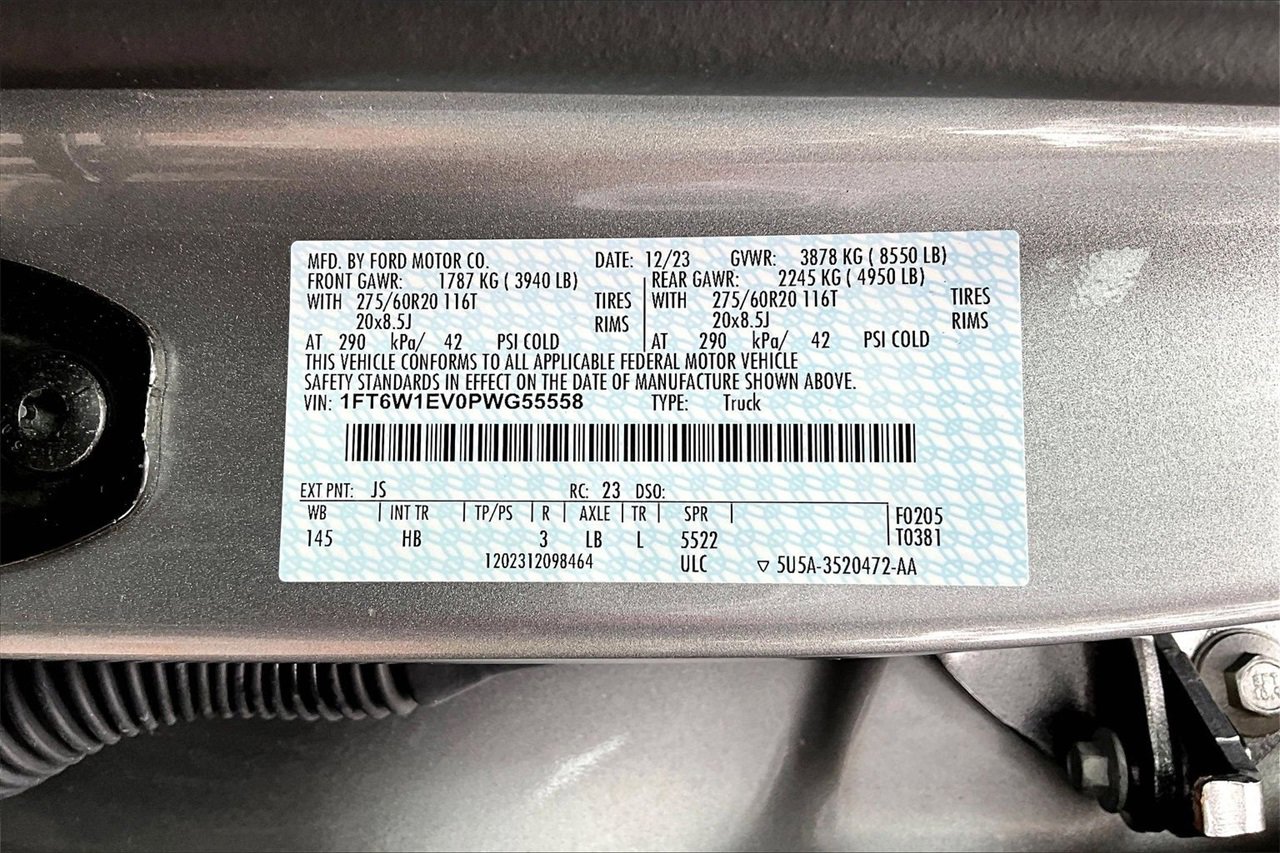 MFD. BY FORD MOTOR CO. DATE: 12/23 GVWR: 3878 KG ( 8550 LB)
FRONT GAWR: 1787 KG ( 3940 LB) REAR GAWR: 2245 KG ( 4950 LB)
WITH 275/60R20 116T TIRES WITH 275/60R20 116T TIRES
20x8.5J RIMS 20x8.5J RIMS
AT 290 kPa/ 42 PSI COLD AT 290 kPa/ 42 PSI COLD
THIS VEHICLE CONFORMS TO ALL APPLICABLE FEDERAL MOTOR VEHICLE
SAFETY STANDARDS IN EFFECT ON THE DATE OF MANUFACTURE SHOWN ABOVE.
VIN: 1FT6W1EV0PWG55558 TYPE: Truck
EXT PNT: JS RC: 23 DSO:
WB INT TR TP/PS R AXLE TR SPR F0205
145 HB 3 LB L 5522 T0381
1202312098464 ULC ▽ 5U5A-3520472-AA